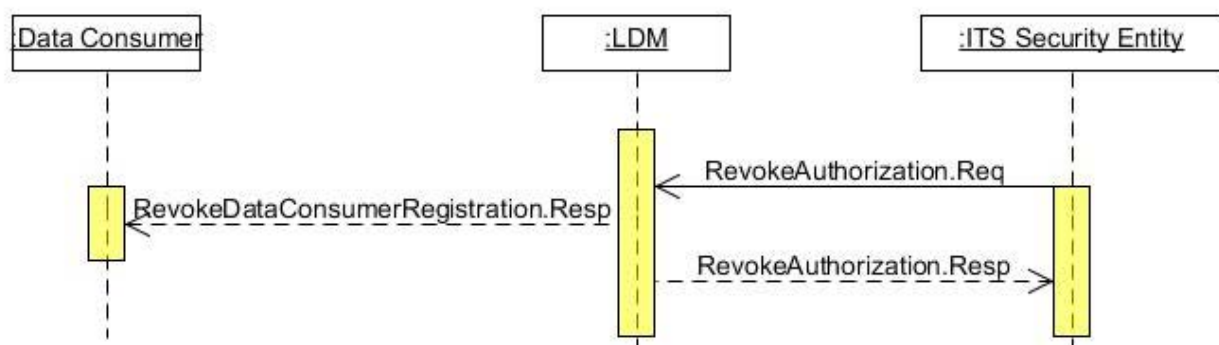 :Data Consumer
:LDM
:ITS Security Entity
RevokeAuthorization.Req
RevokeDataConsumerRegistration.Resp
RevokeAuthorization.Resp